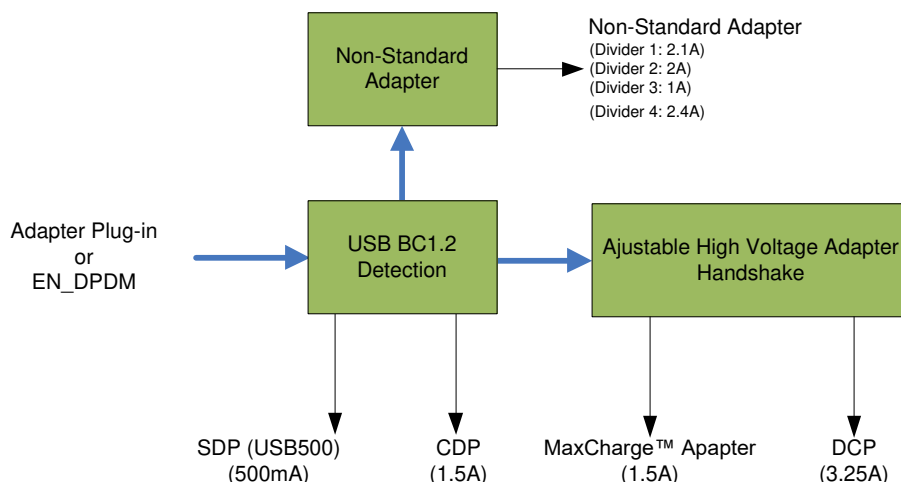 Non-Standard
Adapter
Non-Standard Adapter
(Divider 1: 2.1A)
(Divider 2: 2A)
(Divider 3: 1A)
(Divider 4: 2.4A)
Adapter Plug-in
or
EN_DPDM
USB BC1.2
Detection
Ajustable High Voltage Adapter
Handshake
SDP (USB500)
(500mA)
CDP
(1.5A)
MaxCharge™ Apapter
(1.5A)
DCP
(3.25A)